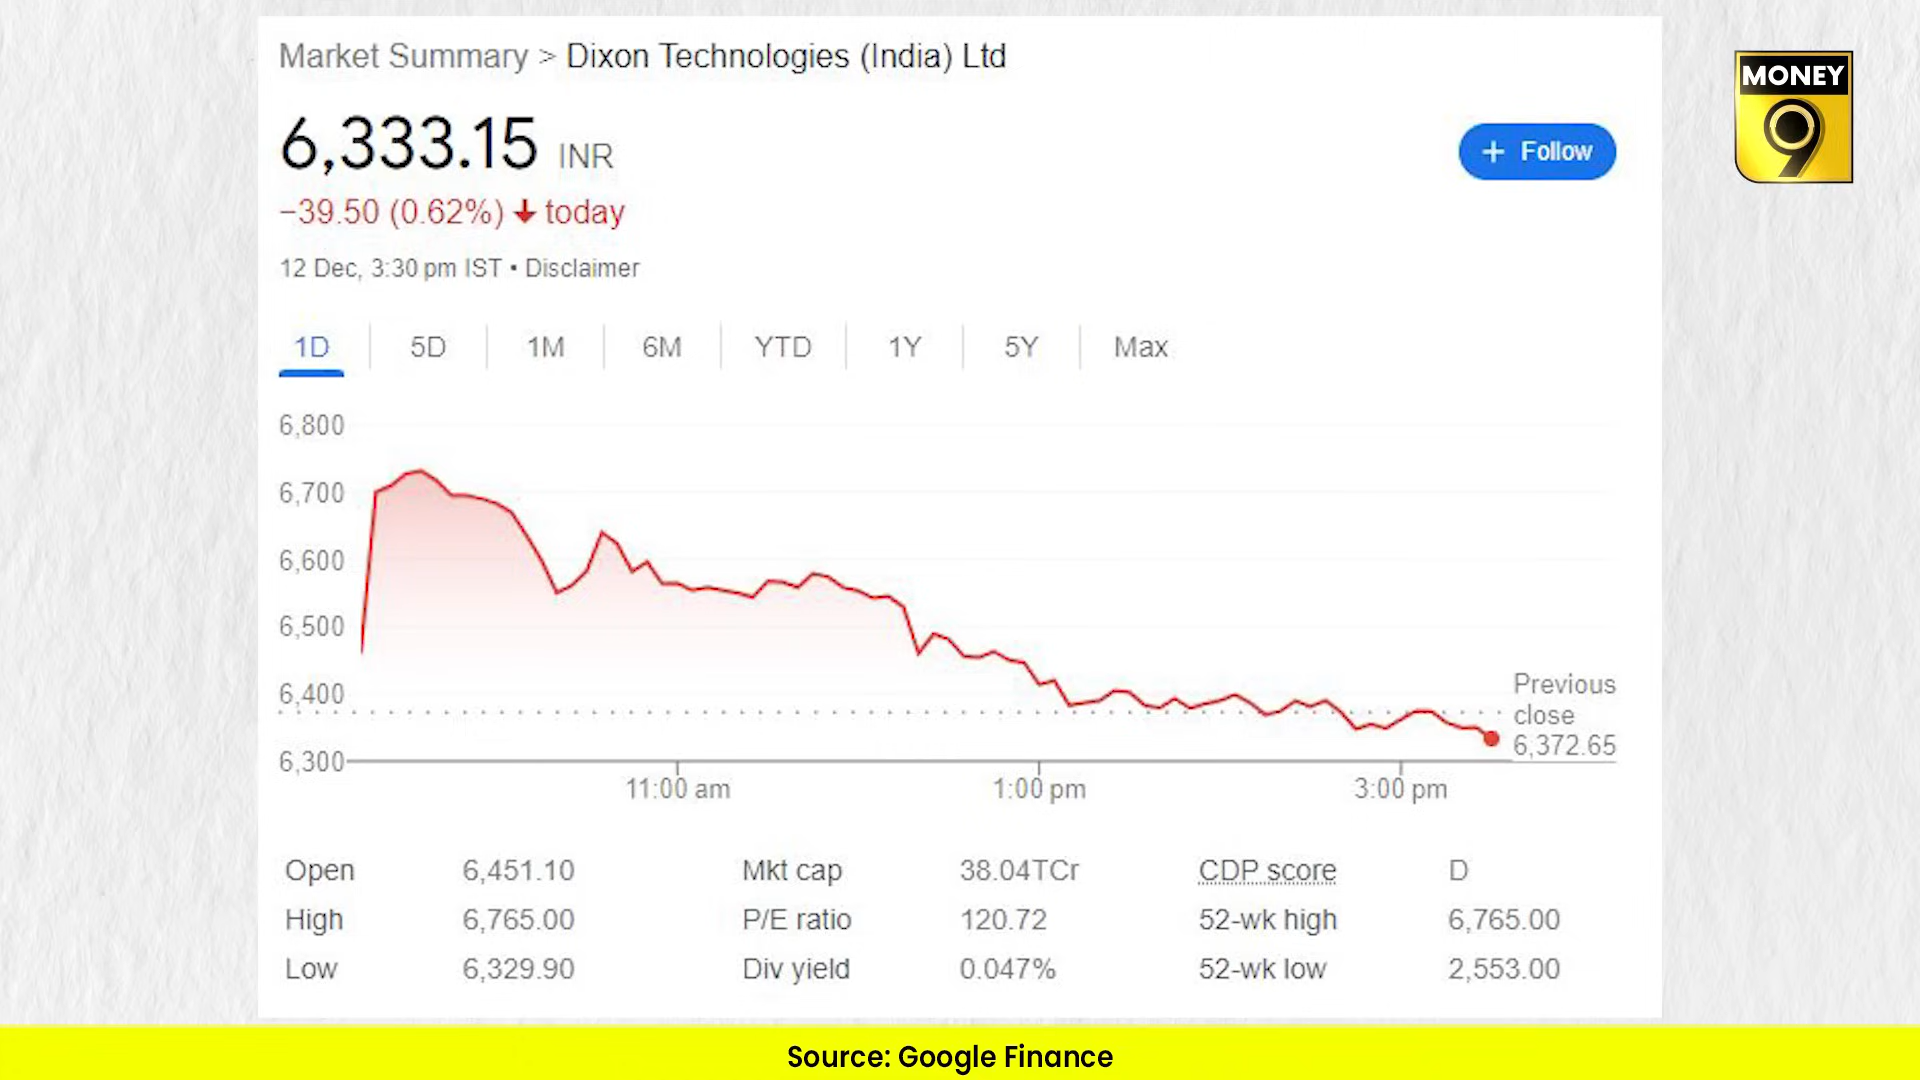 Market Summary > Dixon Technologies (India) Ltd
MONEY
9
6,333.15 INR
+ Follow
−39.50 (0.62%) ↓ today
12 Dec, 3:30 pm IST • Disclaimer
1D 5D 1M 6M YTD 1Y 5Y Max
6,800
6,700
6,600
6,500
6,400
6,300
Previous
close
6,372.65
11:00 am 1:00 pm 3:00 pm
Open 6,451.10 Mkt cap 38.04TCr CDP score D
High 6,765.00 P/E ratio 120.72 52-wk high 6,765.00
Low 6,329.90 Div yield 0.047% 52-wk low 2,553.00
Source: Google Finance